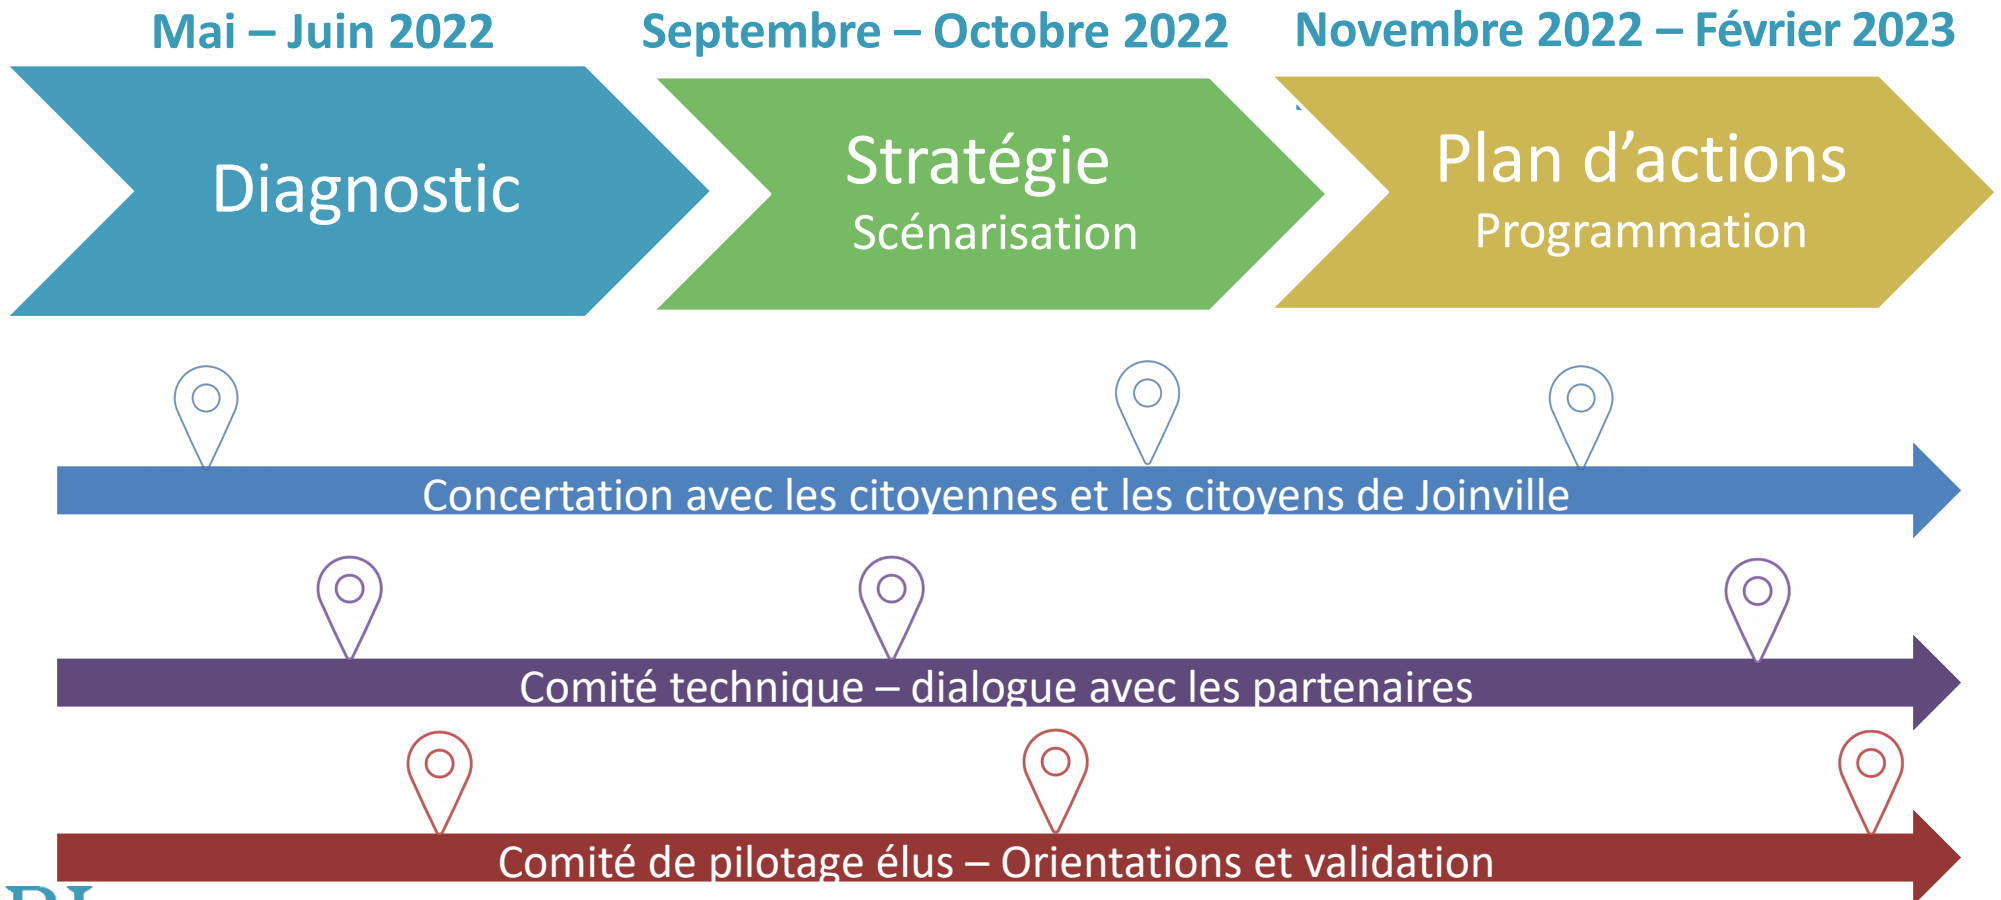 Mai – Juin 2022
Septembre – Octobre 2022
Novembre 2022 – Février 2023
Diagnostic
Stratégie
Scénarisation
Plan d’actions
Programmation
Concertation avec les citoyennes et les citoyens de Joinville
Comité technique – dialogue avec les partenaires
Comité de pilotage élus – Orientations et validation